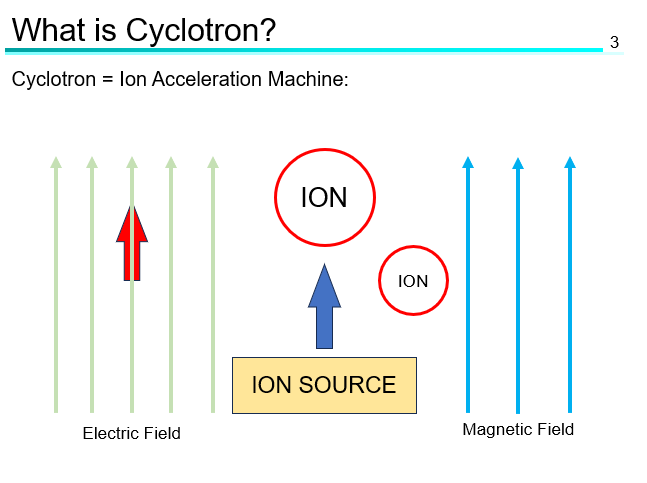 What is Cyclotron?
3
Cyclotron = Ion Acceleration Machine:
ION
ION
ION SOURCE
Electric Field
Magnetic Field